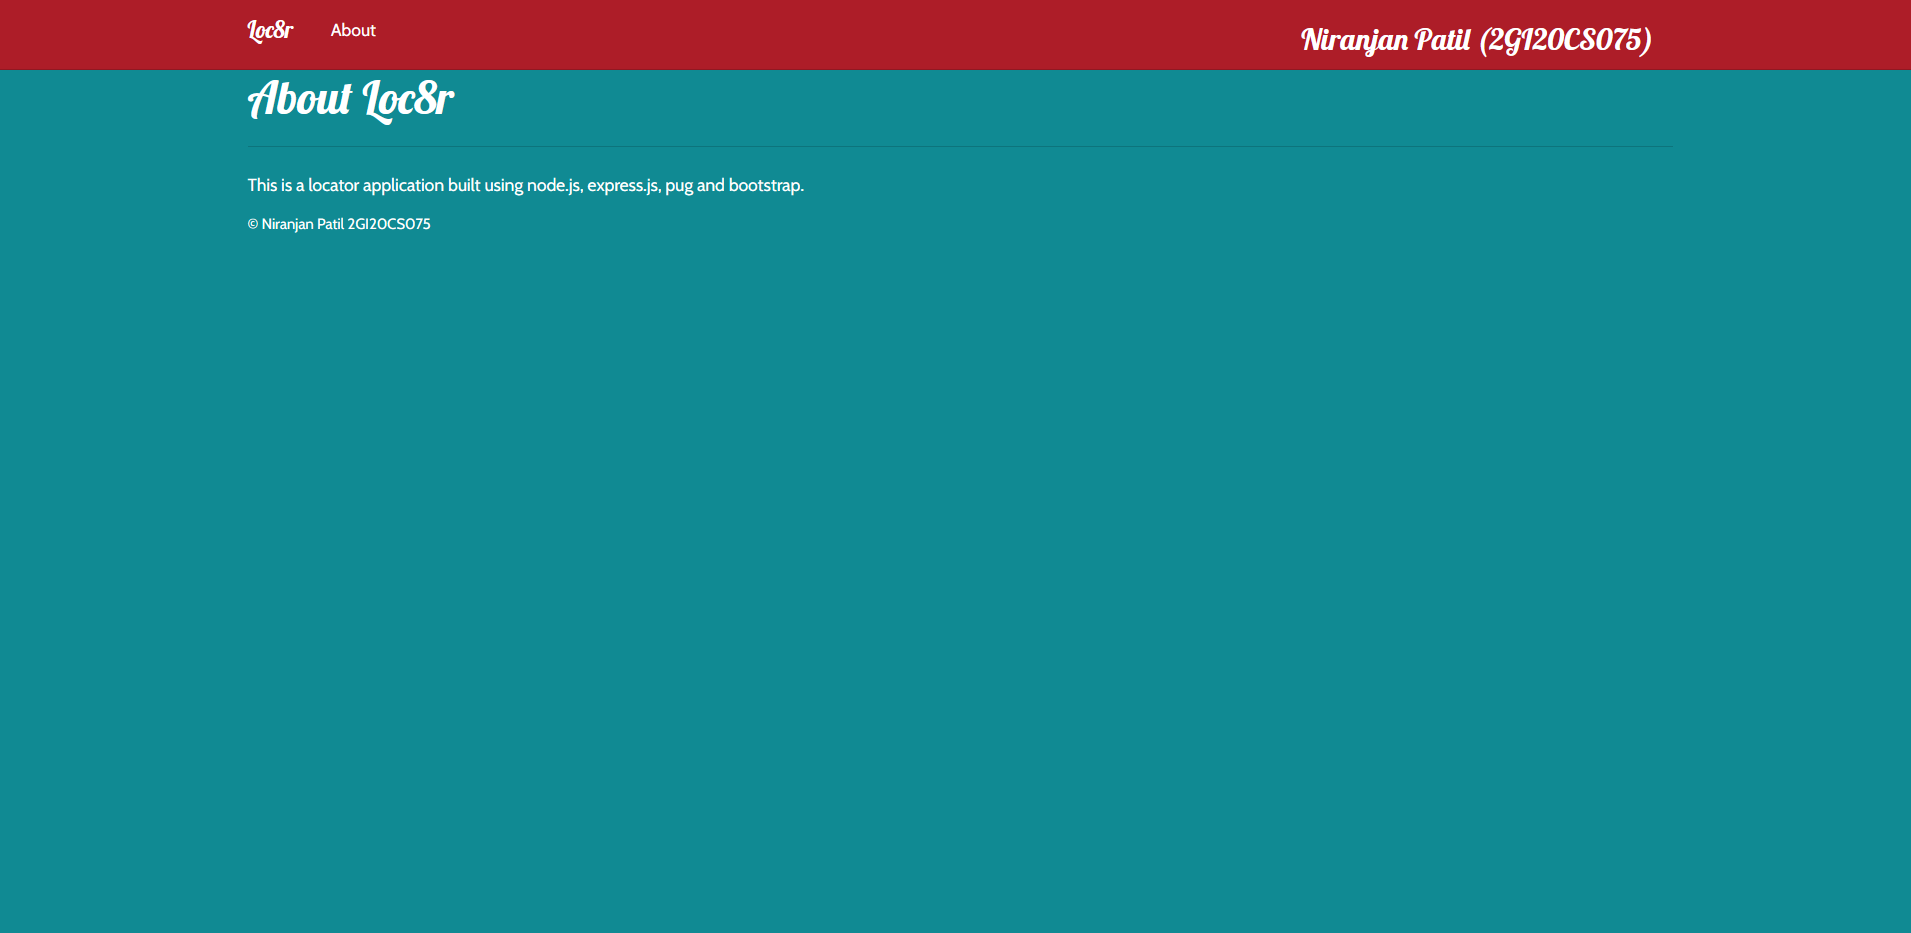 Loc8r About Niranjan Patil (2GI20CS075)
About Loc8r
This is a locator application built using node.js, express.js, pug and bootstrap.
© Niranjan Patil 2GI20CS075